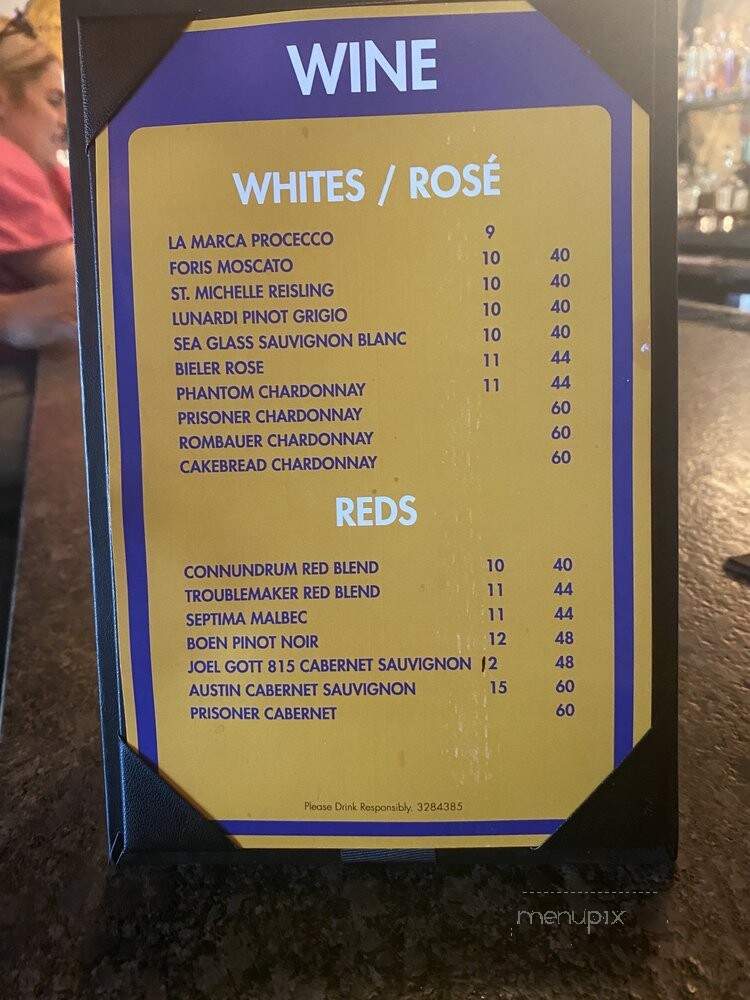 WINE
WHITES / ROSÉ
LA MARCA PROCECCO 9
FORIS MOSCATO 10 40
ST. MICHELLE REISLING 10 40
LUNARDI PINOT GRIGIO 10 40
SEA GLASS SAUVIGNON BLANC 10 40
BIELER ROSE 11 44
PHANTOM CHARDONNAY 11 44
PRISONER CHARDONNAY 60
ROMBAUER CHARDONNAY 60
CAKEBREAD CHARDONNAY 60
REDS
CONNUNDRUM RED BLEND 10 40
TROUBLEMAKER RED BLEND 11 44
SEPTIMA MALBEC 11 44
BOEN PINOT NOIR 12 48
JOEL GOTT 815 CABERNET SAUVIGNON 12 48
AUSTIN CABERNET SAUVIGNON 15 60
PRISONER CABERNET 60
Please Drink Responsibly. 3284385
menupix